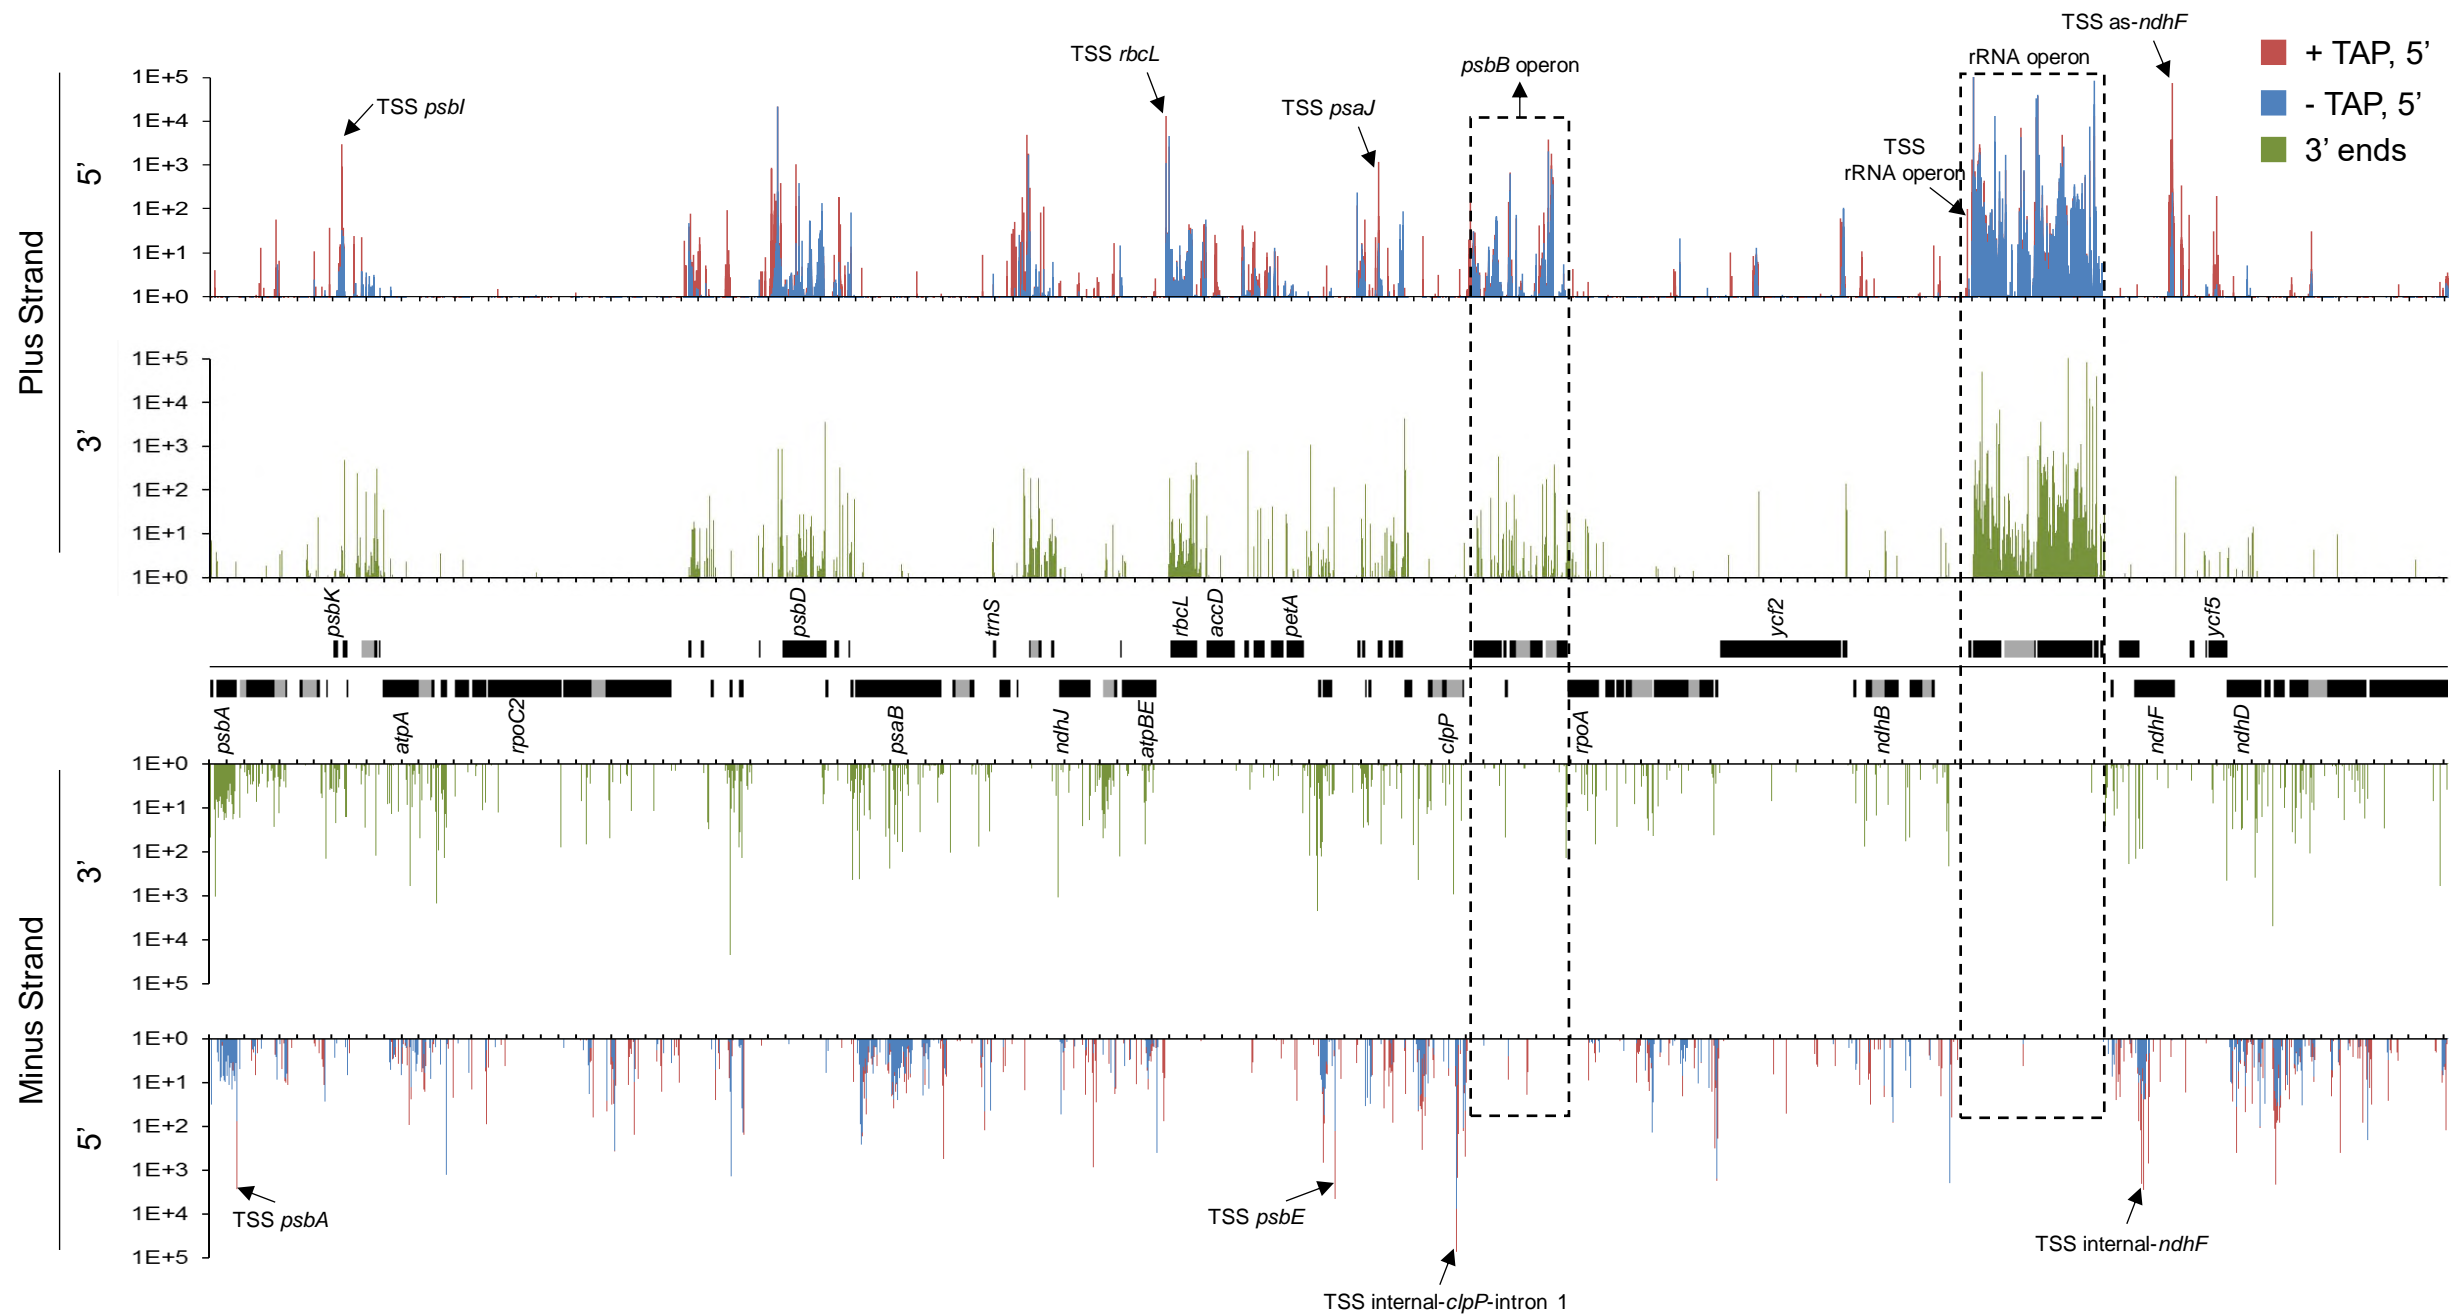 TSS as-ndhF
+ TAP, 5’
- TAP, 5’
3’ ends
TSS rbcL
psbB operon
rRNA operon
TSS psbI
TSS psaJ
TSS
rRNA operon
Plus Strand
5’
1E+5
1E+4
1E+3
1E+2
1E+1
1E+0
3’
1E+5
1E+4
1E+3
1E+2
1E+1
1E+0
psbK
psbD
trnS
rbcL
accD
petA
ycf2
ycf5
psbA
atpA
rpoC2
psaB
ndhJ
atpBE
clpP
rpoA
ndhB
ndhF
ndhD
Minus Strand
3’
1E+0
1E+1
1E+2
1E+3
1E+4
1E+5
5’
1E+0
1E+1
1E+2
1E+3
1E+4
1E+5
TSS psbA
TSS psbE
TSS internal-ndhF
TSS internal-clpP-intron 1